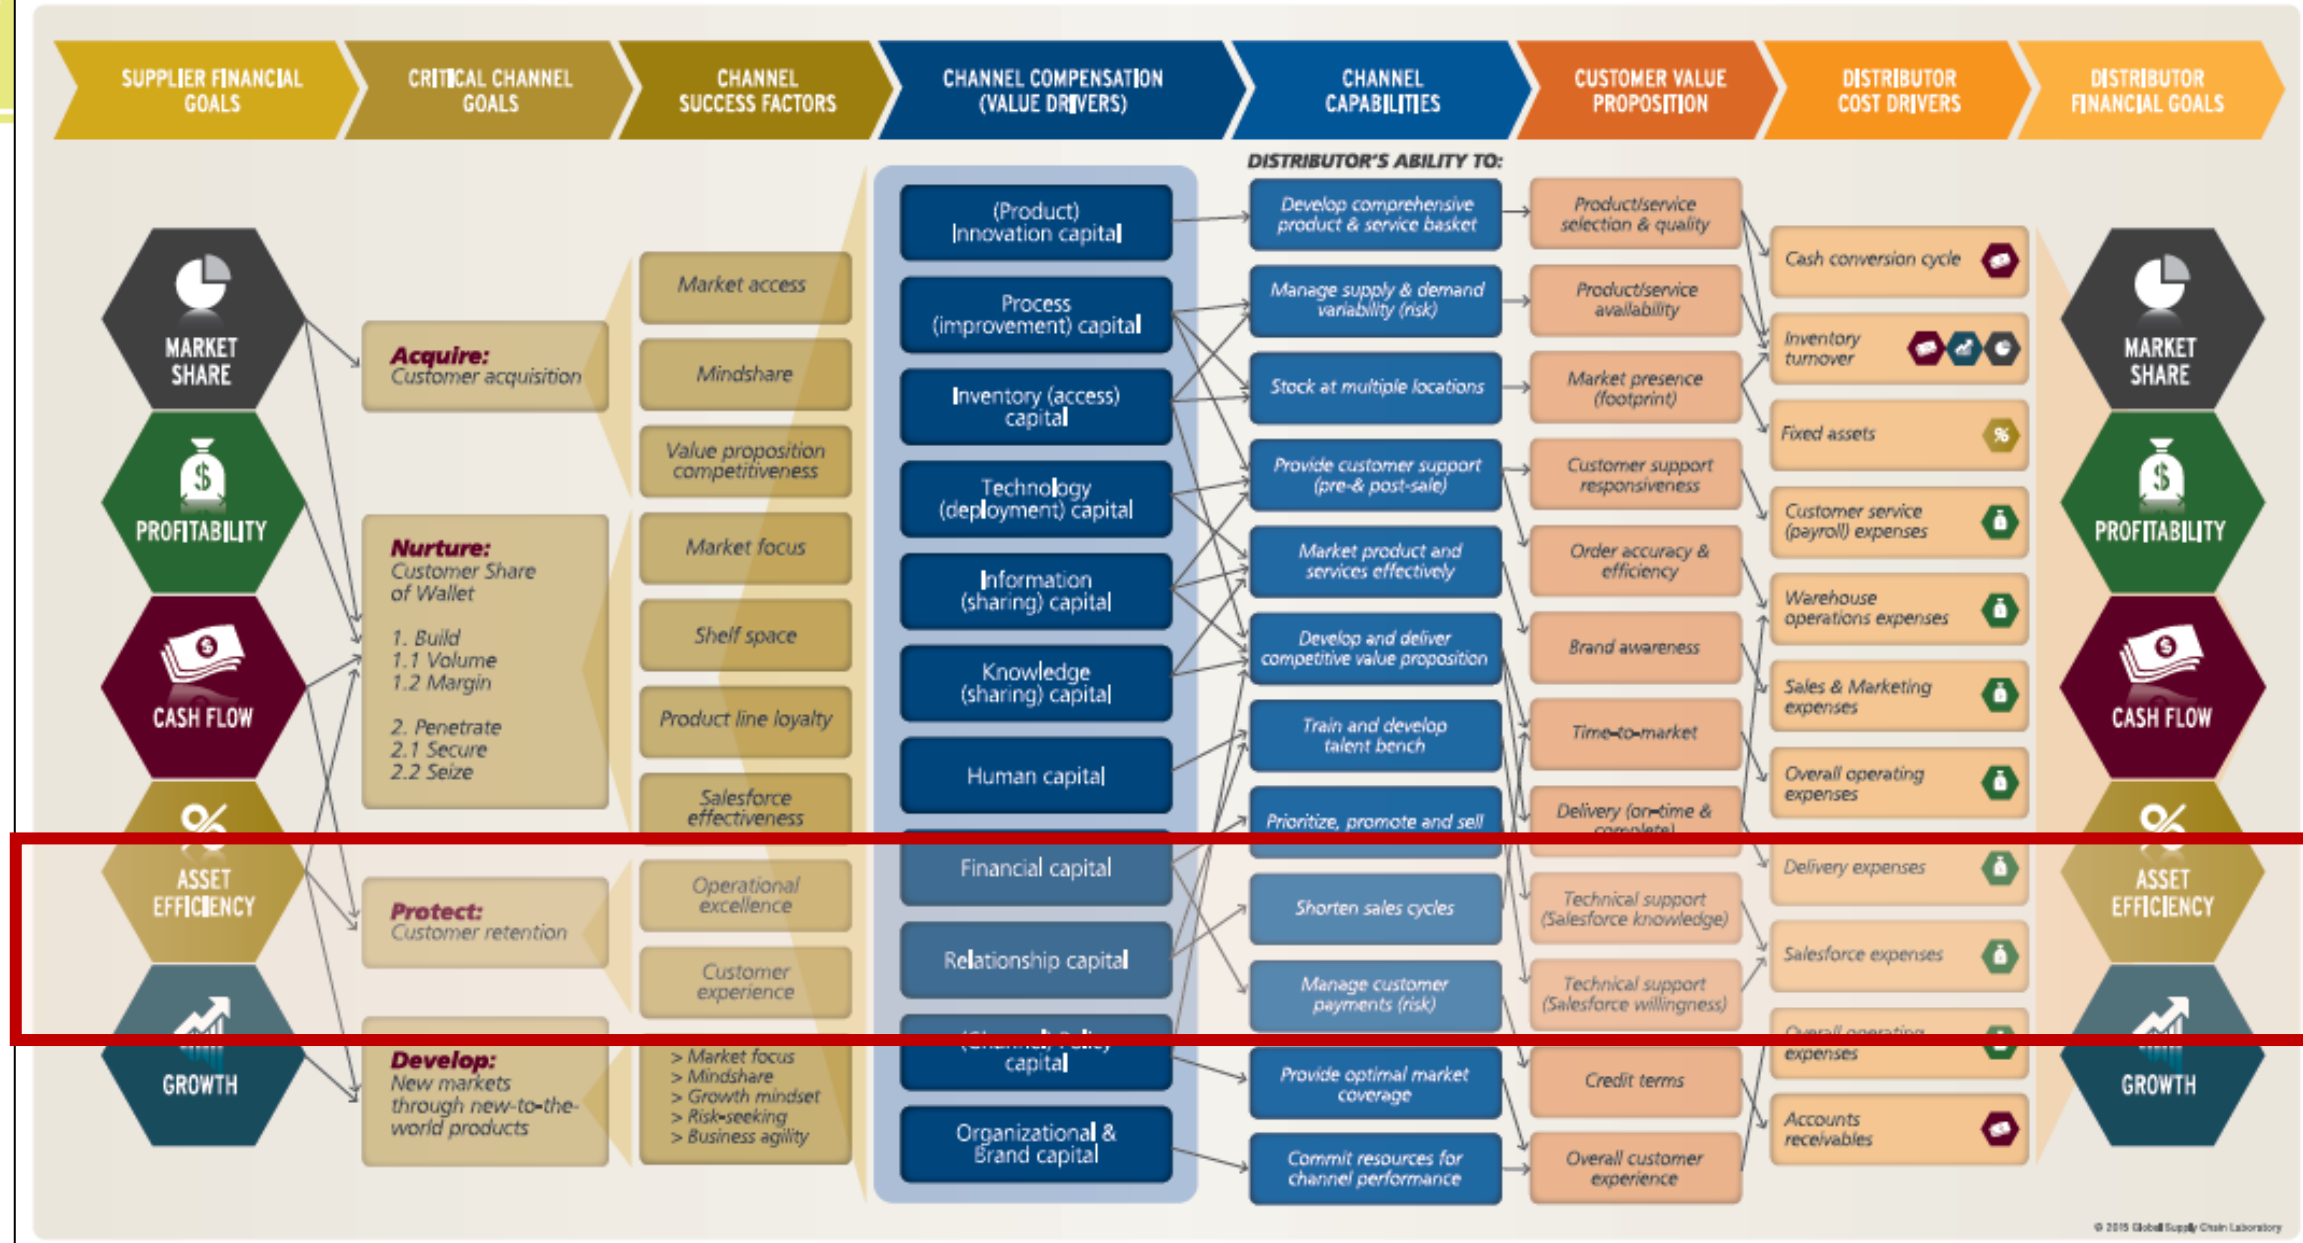 SUPPLIER FINANCIAL
GOALS
CRITICAL CHANNEL
GOALS
CHANNEL
SUCCESS FACTORS
CHANNEL COMPENSATION
(VALUE DRIVERS)
CHANNEL
CAPABILITIES
CUSTOMER VALUE
PROPOSITION
DISTRIBUTOR
COST DRIVERS
DISTRIBUTOR
FINANCIAL GOALS
MARKET
SHARE
PROFITABILITY
CASH FLOW
ASSET
EFFICIENCY
GROWTH
Acquire:
Customer acquisition
Nurture:
Customer Share
of Wallet
1. Build
1.1 Volume
1.2 Margin
2. Penetrate
2.1 Secure
2.2 Seize
Protect:
Customer retention
Develop:
New markets
through new-to-the-
world products
Market access
Mindshare
Value proposition
competitiveness
Market focus
Shelf space
Product line loyalty
Salesforce
effectiveness
Operational
excellence
Customer
experience
> Market focus
> Mindshare
> Growth mindset
> Risk-seeking
> Business agility
(Product)
Innovation capital
Process
(improvement) capital
Inventory (access)
capital
Technology
(deployment) capital
Information
(sharing) capital
Knowledge
(sharing) capital
Human capital
Financial capital
Relationship capital
(Channel) Policy
capital
Organizational &
Brand capital
DISTRIBUTOR'S ABILITY TO:
Develop comprehensive
product & service basket
Manage supply & demand
variability (risk)
Stock at multiple locations
Provide customer support
(pre-& post-sale)
Market product and
services effectively
Develop and deliver
competitive value proposition
Train and develop
talent bench
Prioritize, promote and sell
Shorten sales cycles
Manage customer
payments (risk)
Provide optimal market
coverage
Commit resources for
channel performance
Product/service
selection & quality
Product/service
availability
Market presence
(footprint)
Customer support
responsiveness
Order accuracy &
efficiency
Brand awareness
Time-to-market
Delivery (on-time &
complete)
Technical support
(Salesforce knowledge)
Technical support
(Salesforce willingness)
Credit terms
Overall customer
experience
Cash conversion cycle
Inventory
turnover
Fixed assets
%
Customer service
(payroll) expenses
Warehouse
operations expenses
Sales & Marketing
expenses
Overall operating
expenses
Delivery expenses
Salesforce expenses
Overall operating
expenses
Accounts
receivables
MARKET
SHARE
PROFITABILITY
CASH FLOW
ASSET
EFFICIENCY
GROWTH
© 2015 Global Supply Chain Laboratory